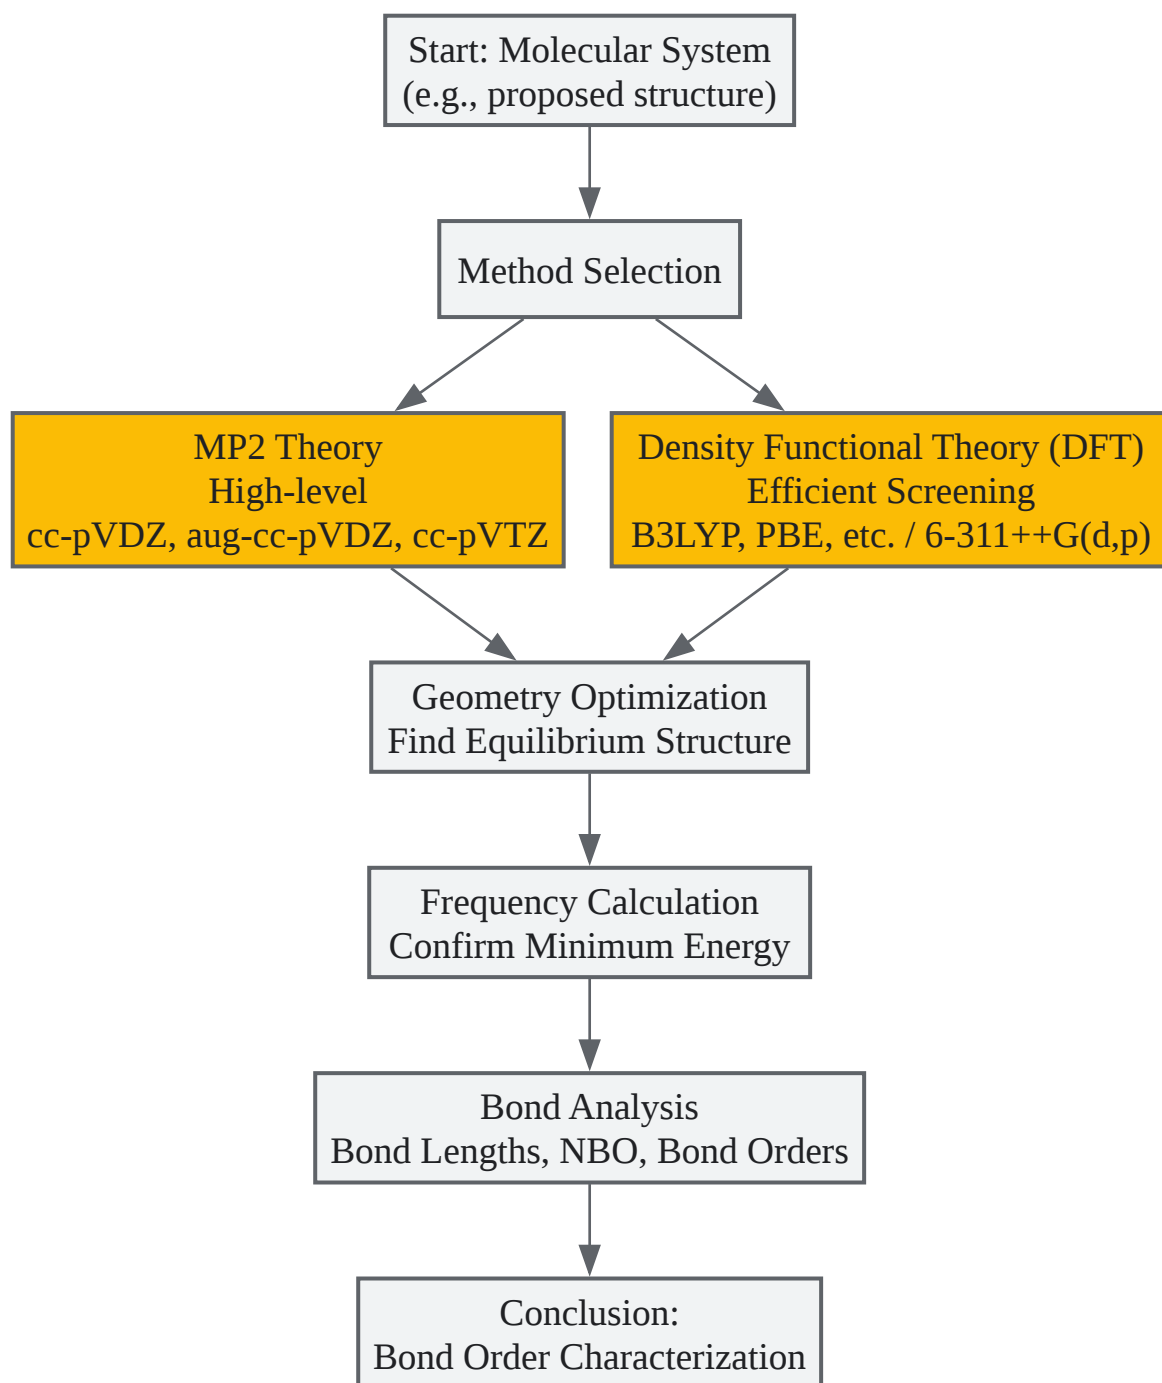 Start: Molecular System
(e.g., proposed structure)
Method Selection
MP2 Theory
High-level
cc-pVDZ, aug-cc-pVDZ, cc-pVTZ
Density Functional Theory (DFT)
Efficient Screening
B3LYP, PBE, etc. / 6-311++G(d,p)
Geometry Optimization
Find Equilibrium Structure
Frequency Calculation
Confirm Minimum Energy
Bond Analysis
Bond Lengths, NBO, Bond Orders
Conclusion:
Bond Order Characterization